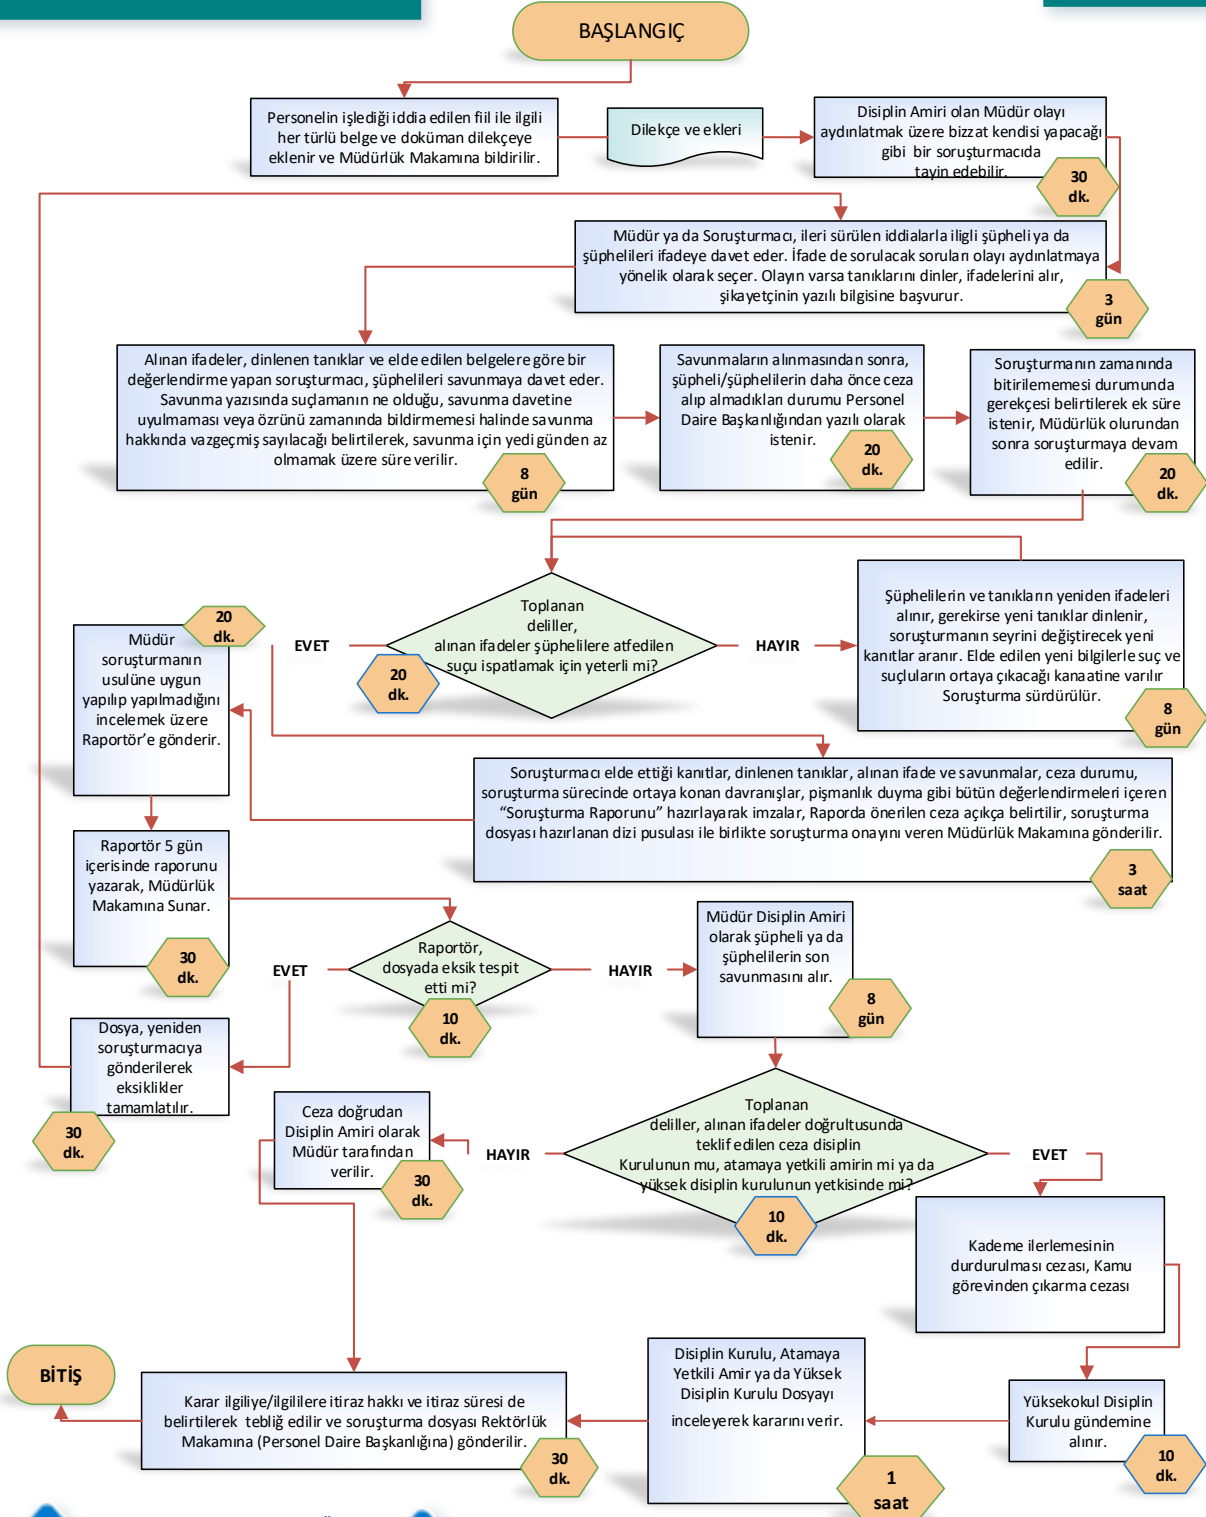 BAŞLANGIÇ
Personelin işlediği iddia edilen fiil ile ilgili
her türlü belge ve doküman dilekçeye
eklenir ve Müdürlük Makamına bildirilir.
Dilekçe ve ekleri
Disiplin Amiri olan Müdür olayı
aydınlatmak üzere bizzat kendisi yapacağı
gibi bir soruşturmacıda
tayin edebilir.
30
dk.
Müdür ya da Soruşturmacı, ileri sürülen iddialarla iligli şüpheli ya da
şüphelileri ifadeye davet eder. İfade de sorulacak soruları olayı aydınlatmaya
yönelik olarak seçer. Olayın varsa tanıklarını dinler, ifadelerini alır,
şikayetçinin yazılı bilgisine başvurur.
3
gün
Alınan ifadeler, dinlenen tanıklar ve elde edilen belgelere göre bir
değerlendirme yapan soruşturmacı, şüphelileri savunmaya davet eder.
Savunma yazısında suçlamanın ne olduğu, savunma davetine
uyulmaması veya özrünü zamanında bildirmemesi halinde savunma
hakkında vazgeçmiş sayılacağı belirtilerek, savunma için yedi günden az
olmamak üzere süre verilir.
8
gün
Savunmaların alınmasından sonra,
şüpheli/şüphelilerin daha önce ceza
alıp almadıkları durumu Personel
Daire Başkanlığından yazılı olarak
istenir.
20
dk.
Soruşturmanın zamanında
bitirilememesi durumunda
gerekçesi belirtilerek ek süre
istenir, Müdürlük olurundan
sonra soruşturmaya devam
edilir.
20
dk.
Toplanan
deliller,
alınan ifadeler şüphelilere atfedilen
suçu ispatlamak için yeterli mi?
20
dk.
EVET
HAYIR
Şüphelilerin ve tanıkların yeniden ifadeleri
alınır, gerekirse yeni tanıklar dinlenir,
soruşturmanın seyrini değiştirecek yeni
kanıtlar aranır. Elde edilen yeni bilgilerle suç ve
suçluların ortaya çıkacağı kanaatine varılır
Soruşturma sürdürülür.
8
gün
20
dk.
Müdür
soruşturmanın
usulüne uygun
yapılıp yapılmadığını
incelemek üzere
Raportör’e gönderir.
Soruşturmacı elde ettiği kanıtlar, dinlenen tanıklar, alınan ifade ve savunmalar, ceza durumu,
soruşturma sürecinde ortaya konan davranışlar, pişmanlık duyma gibi bütün değerlendirmeleri içeren
“Soruşturma Raporunu” hazırlayarak imzalar, Raporda önerilen ceza açıkça belirtilir, soruşturma
dosyası hazırlanan dizi pusulası ile birlikte soruşturma onayını veren Müdürlük Makamına gönderilir.
3
saat
Raportör 5 gün
içerisinde raporunu
yazarak, Müdürlük
Makamına Sunar.
30
dk.
Raportör,
dosyada eksik tespit
etti mi?
10
dk.
EVET
HAYIR
Müdür Disiplin Amiri
olarak şüpheli ya da
şüphelilerin son
savunmasını alır.
8
gün
Dosya, yeniden
soruşturmacıya
gönderilerek
eksiklikler
tamamlatılır.
30
dk.
Ceza doğrudan
Disiplin Amiri olarak
Müdür tarafından
verilir.
30
dk.
HAYIR
Toplanan
deliller, alınan ifadeler doğrultusunda
teklif edilen ceza disiplin
Kurulunun mu, atamaya yetkili amirin mi ya da
yüksek disiplin kurulunun yetkisinde mi?
10
dk.
EVET
Kademe ilerlemesinin
durdurulması cezası, Kamu
görevinden çıkarma cezası
Yüksekokul Disiplin
Kurulu gündemine
alınır.
10
dk.
Disiplin Kurulu, Atamaya
Yetkili Amir ya da Yüksek
Disiplin Kurulu Dosyayı
inceleyerek kararını verir.
1
saat
Karar ilgiliye/ilgililere itiraz hakkı ve itiraz süresi de
belirtilerek tebliğ edilir ve soruşturma dosyası Rektörlük
Makamına (Personel Daire Başkanlığına) gönderilir.
30
dk.
BİTİŞ